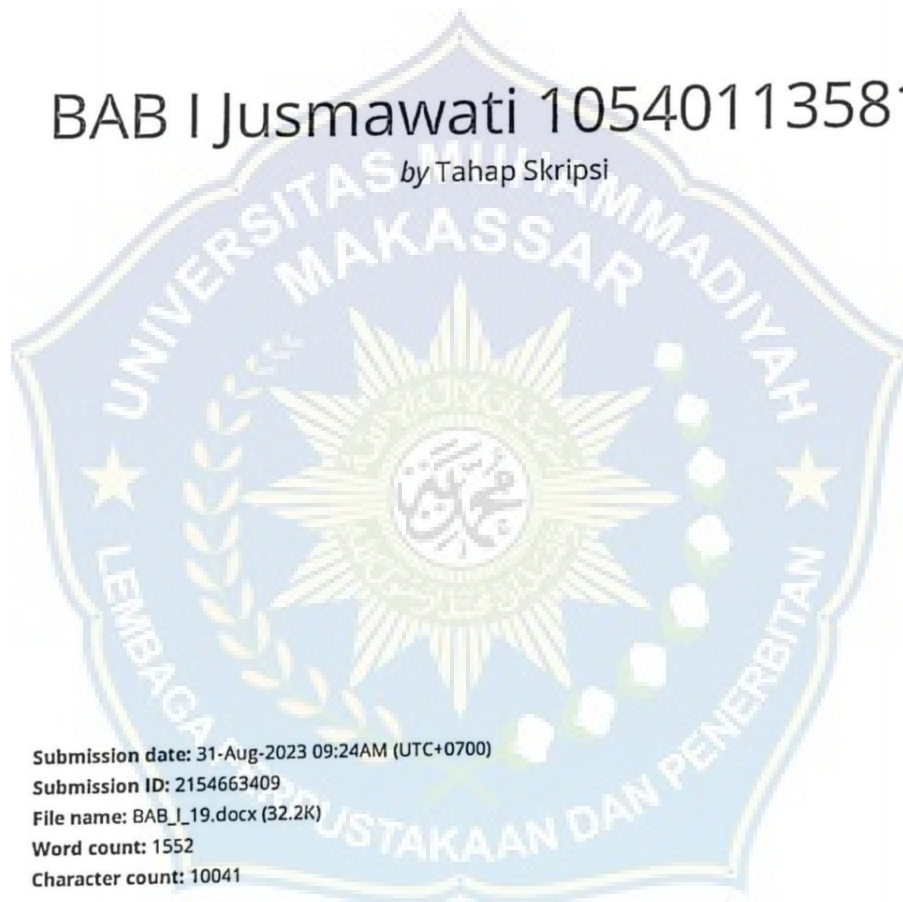 BAB I Jusmawati 10540113581
by Tahap Skripsi
UNIVERSITAS MUHAMMADIYAH
MAKASSAR
LEMBAGA PERPUSTAKAAN DAN PENERBITAN
Submission date: 31-Aug-2023 09:24AM (UTC+0700)
Submission ID: 2154663409
File name: BAB_I_19.docx (32.2K)
Word count: 1552
Character count: 10041